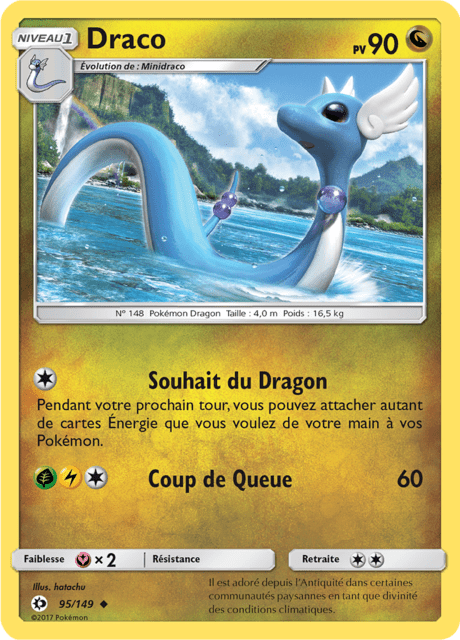 NIVEAU 1
Draco
PV 90
Évolution de : Minidraco
N° 148 Pokémon Dragon Taille : 4,0 m Poids : 16,5 kg
Souhait du Dragon
Pendant votre prochain tour, vous pouvez attacher autant
de cartes Énergie que vous voulez de votre main à vos
Pokémon.
Coup de Queue 60
Faiblesse × 2 Résistance Retraite
Illus. hatachu
95/149
©2017 Pokémon
Il est adoré depuis l'Antiquité dans certaines
communautés paysannes en tant que divinité
des conditions climatiques.